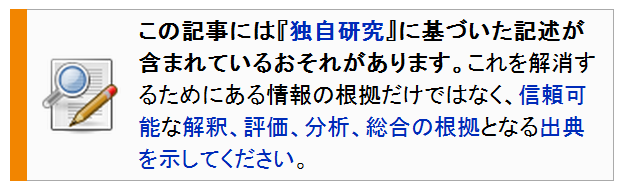 この記事には『独自研究』に基づいた記述が
含まれているおそれがあります。これを解消す
るためにある情報の根拠だけではなく、信頼可
能な解釈、評価、分析、総合の根拠となる出典
を示してください。